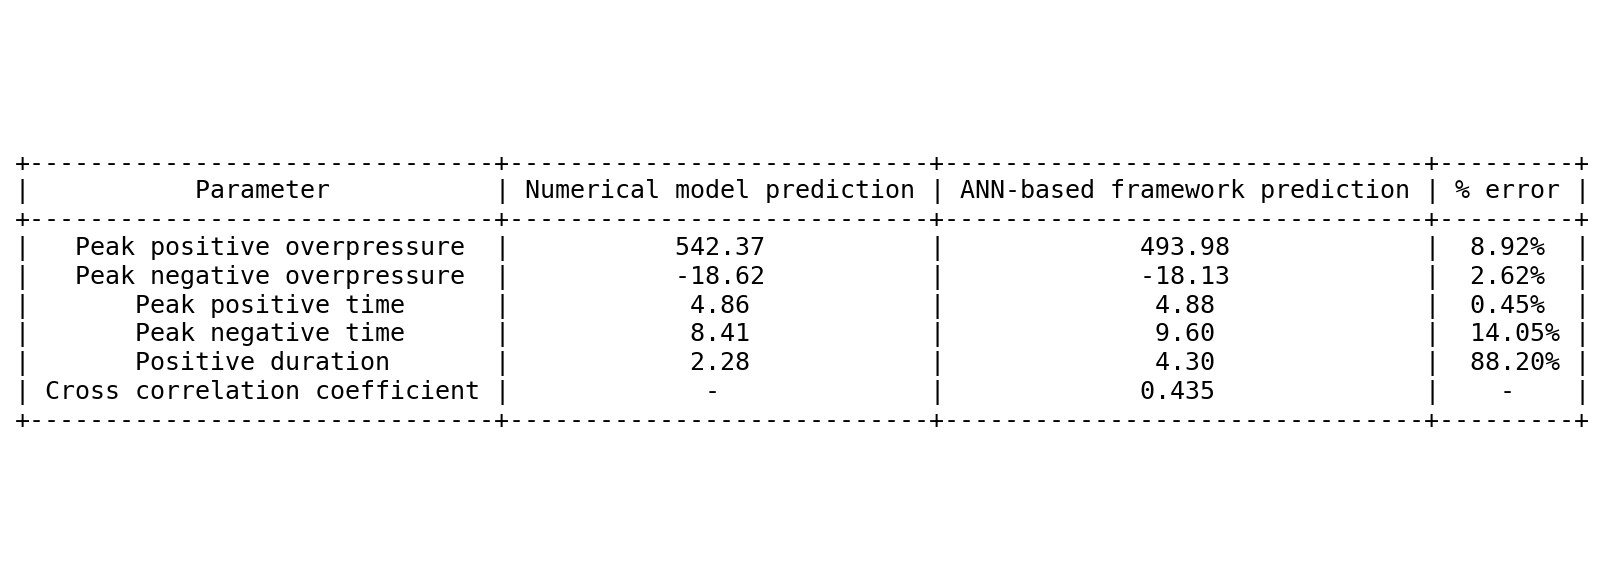 +-------------------------------+----------------------------+--------------------------------+---------+
|           Parameter           | Numerical model prediction | ANN-based framework prediction | % error |
+-------------------------------+----------------------------+--------------------------------+---------+
|   Peak positive overpressure  |           542.37           |             493.98             |  8.92%  |
|   Peak negative overpressure  |           -18.62           |             -18.13             |  2.62%  |
|       Peak positive time      |            4.86            |              4.88              |  0.45%  |
|       Peak negative time      |            8.41            |              9.60              |  14.05% |
|       Positive duration       |            2.28            |              4.30              |  88.20% |
| Cross correlation coefficient |             -              |             0.435              |    -    |
+-------------------------------+----------------------------+--------------------------------+---------+